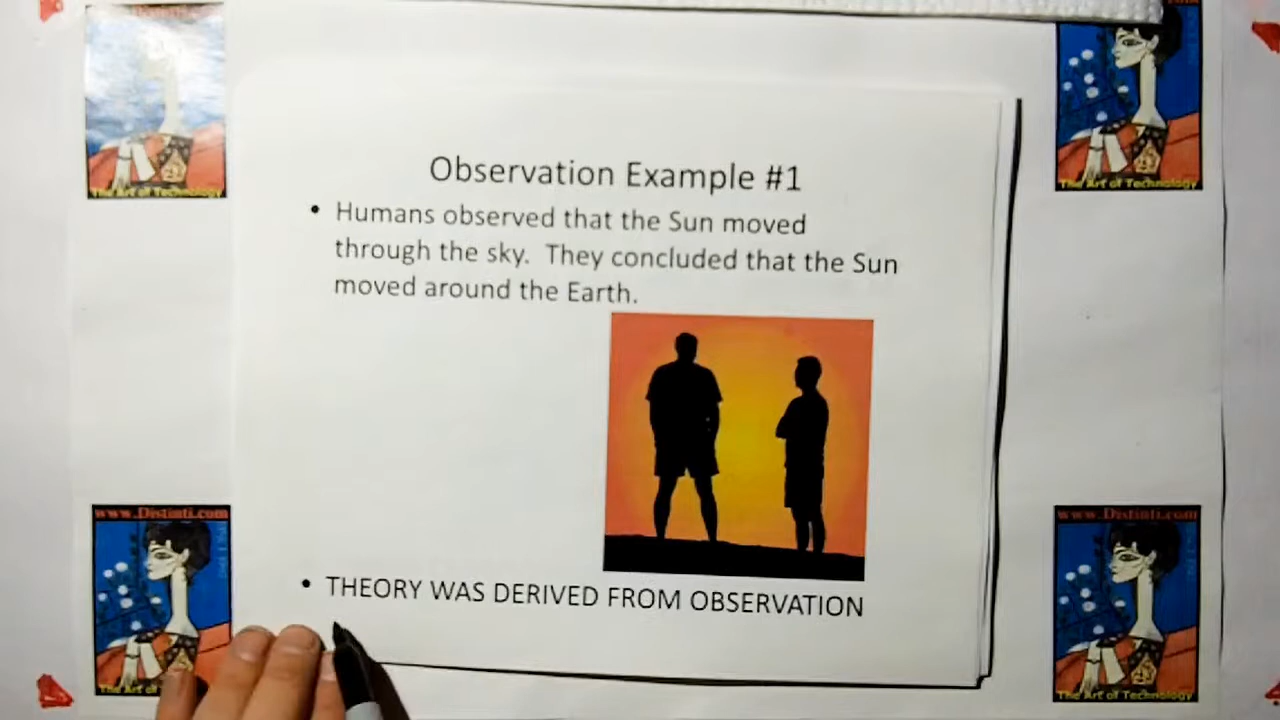 The Art of Technology
The Art of Technology
Observation Example #1
• Humans observed that the Sun moved
through the sky. They concluded that the Sun
moved around the Earth.
www.Distinti.com
www.Distinti.com
• THEORY WAS DERIVED FROM OBSERVATION
The Art of
The Art of Technology